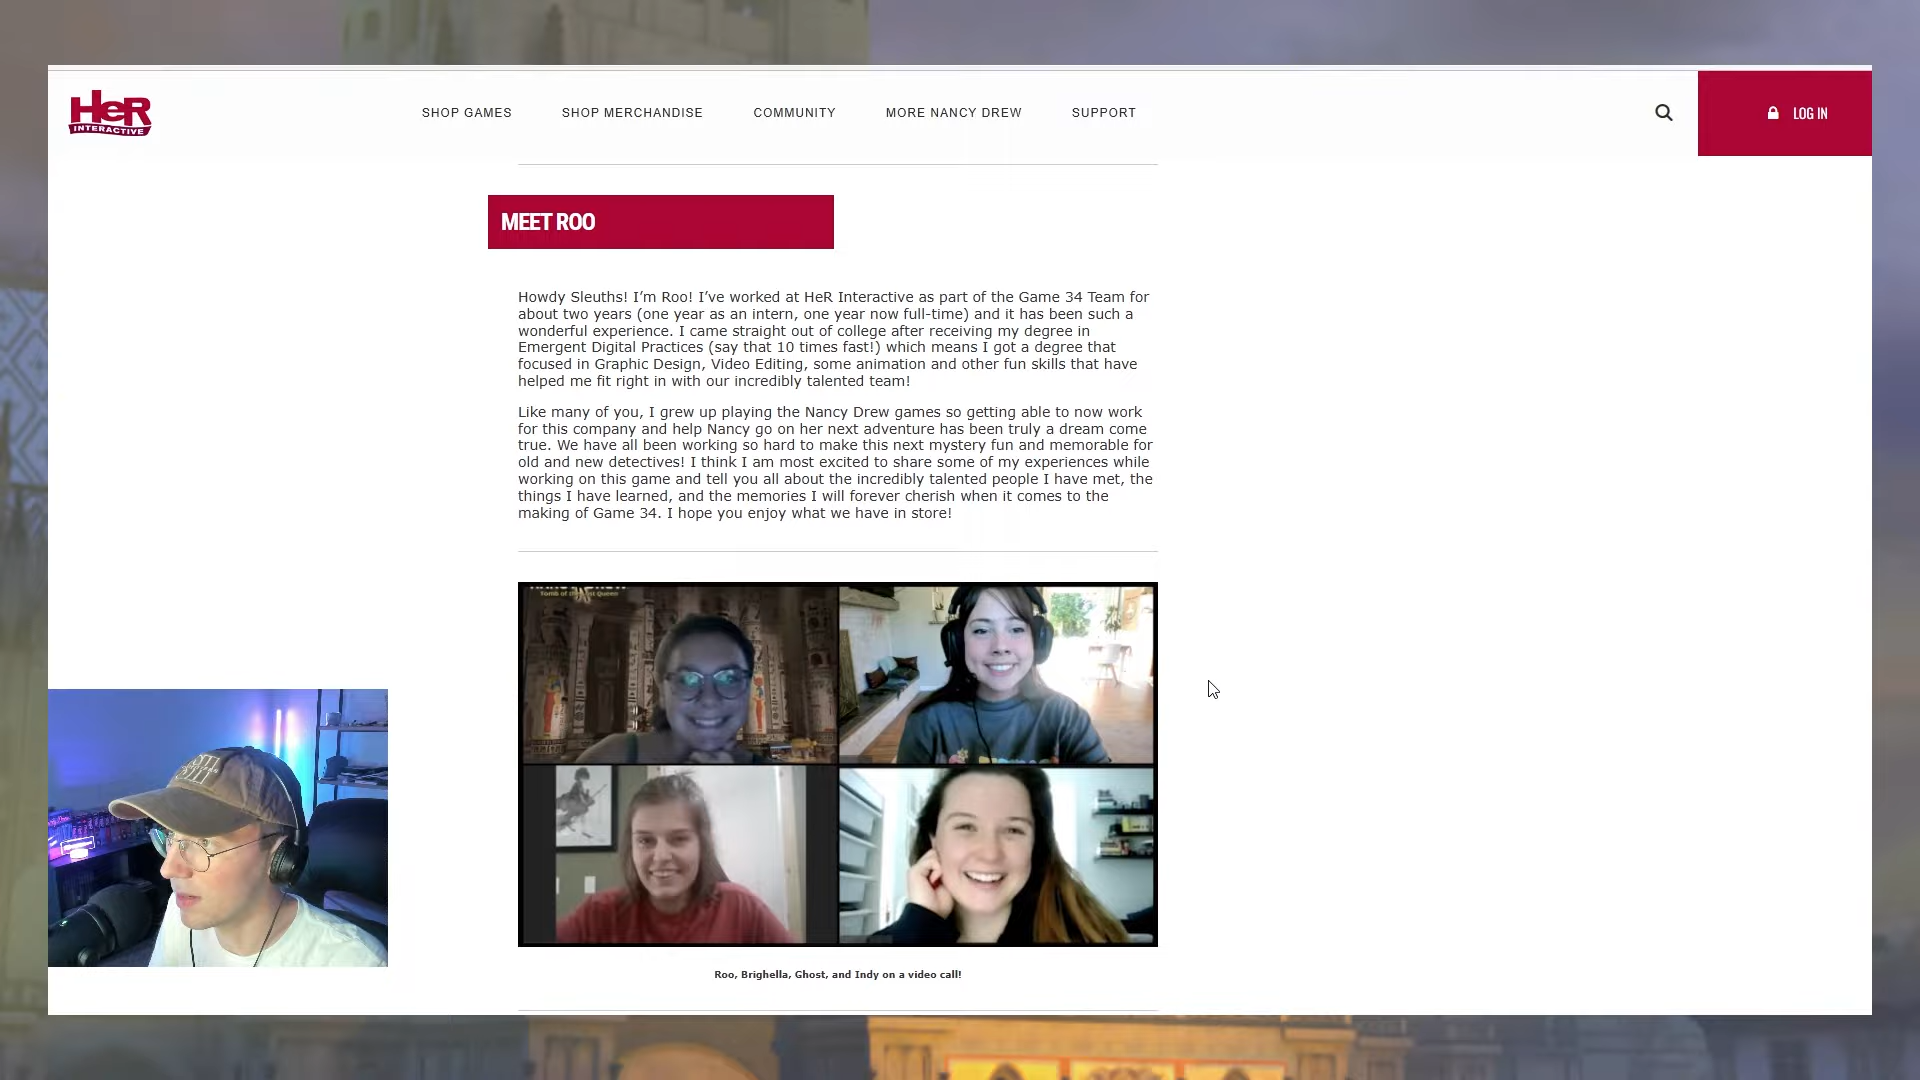 HeR
INTERACTIVE
SHOP GAMES
SHOP MERCHANDISE
COMMUNITY
MORE NANCY DREW
SUPPORT
LOG IN
MEET ROO
Howdy Sleuths! I’m Roo! I’ve worked at HeR Interactive as part of the Game 34 Team for
about two years (one year as an intern, one year now full-time) and it has been such a
wonderful experience. I came straight out of college after receiving my degree in
Emergent Digital Practices (say that 10 times fast!) which means I got a degree that
focused in Graphic Design, Video Editing, some animation and other fun skills that have
helped me fit right in with our incredibly talented team!
Like many of you, I grew up playing the Nancy Drew games so getting able to now work
for this company and help Nancy go on her next adventure has been truly a dream come
true. We have all been working so hard to make this next mystery fun and memorable for
old and new detectives! I think I am most excited to share some of my experiences while
working on this game and tell you all about the incredibly talented people I have met, the
things I have learned, and the memories I will forever cherish when it comes to the
making of Game 34. I hope you enjoy what we have in store!
Tomb of the Lost Queen
Roo, Brighella, Ghost, and Indy on a video call!